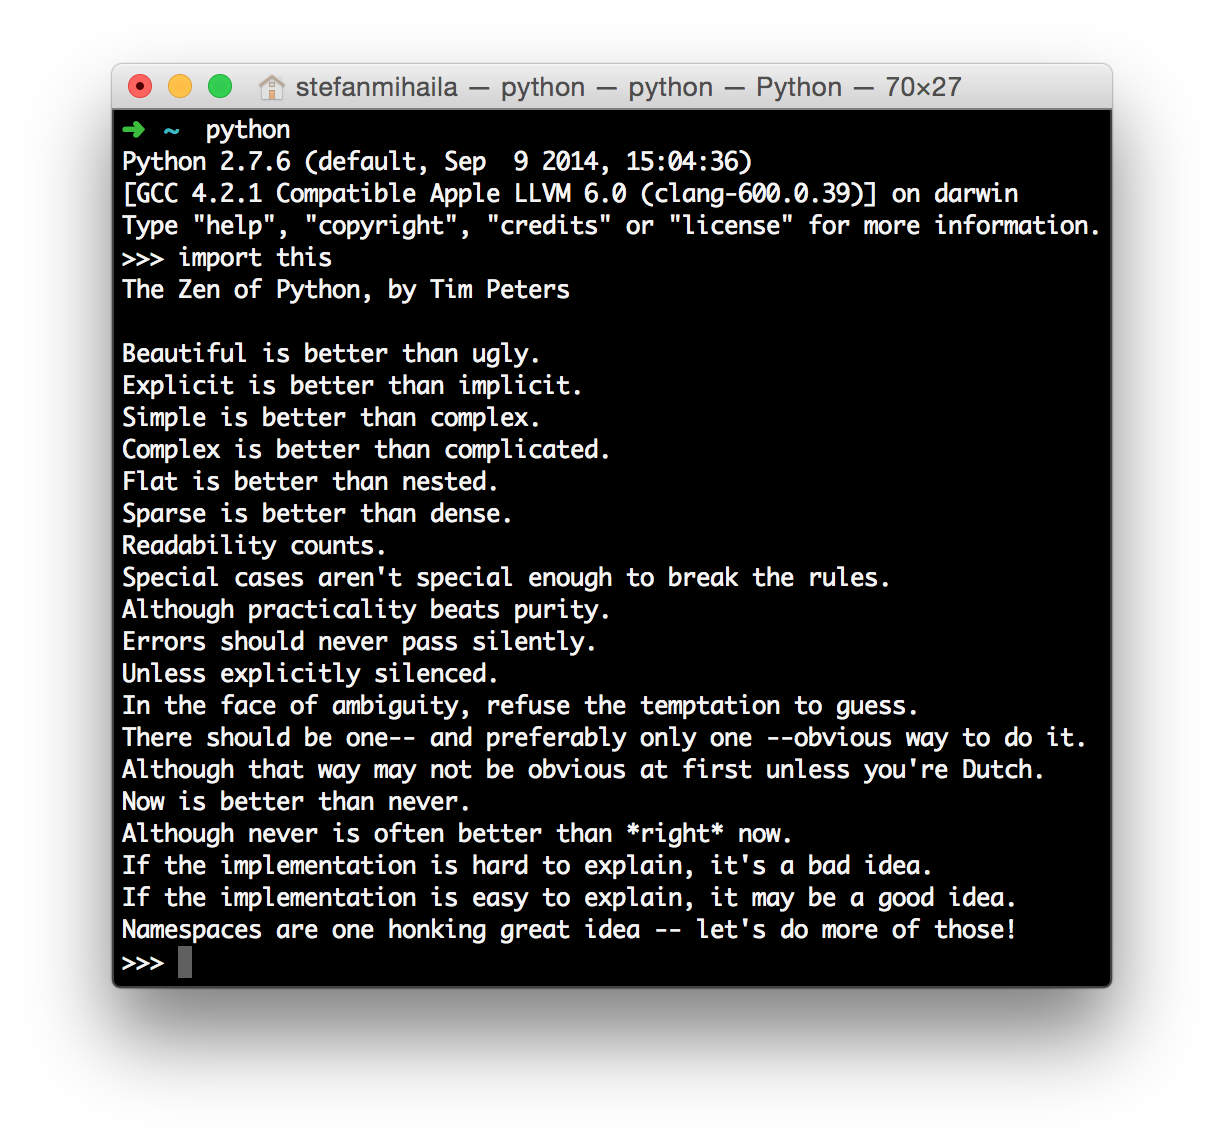 stefanmihaila — python — python — Python — 70×27
➜  ~  python
Python 2.7.6 (default, Sep  9 2014, 15:04:36)
[GCC 4.2.1 Compatible Apple LLVM 6.0 (clang-600.0.39)] on darwin
Type "help", "copyright", "credits" or "license" for more information.
>>> import this
The Zen of Python, by Tim Peters

Beautiful is better than ugly.
Explicit is better than implicit.
Simple is better than complex.
Complex is better than complicated.
Flat is better than nested.
Sparse is better than dense.
Readability counts.
Special cases aren't special enough to break the rules.
Although practicality beats purity.
Errors should never pass silently.
Unless explicitly silenced.
In the face of ambiguity, refuse the temptation to guess.
There should be one-- and preferably only one --obvious way to do it.
Although that way may not be obvious at first unless you're Dutch.
Now is better than never.
Although never is often better than *right* now.
If the implementation is hard to explain, it's a bad idea.
If the implementation is easy to explain, it may be a good idea.
Namespaces are one honking great idea -- let's do more of those!
>>>